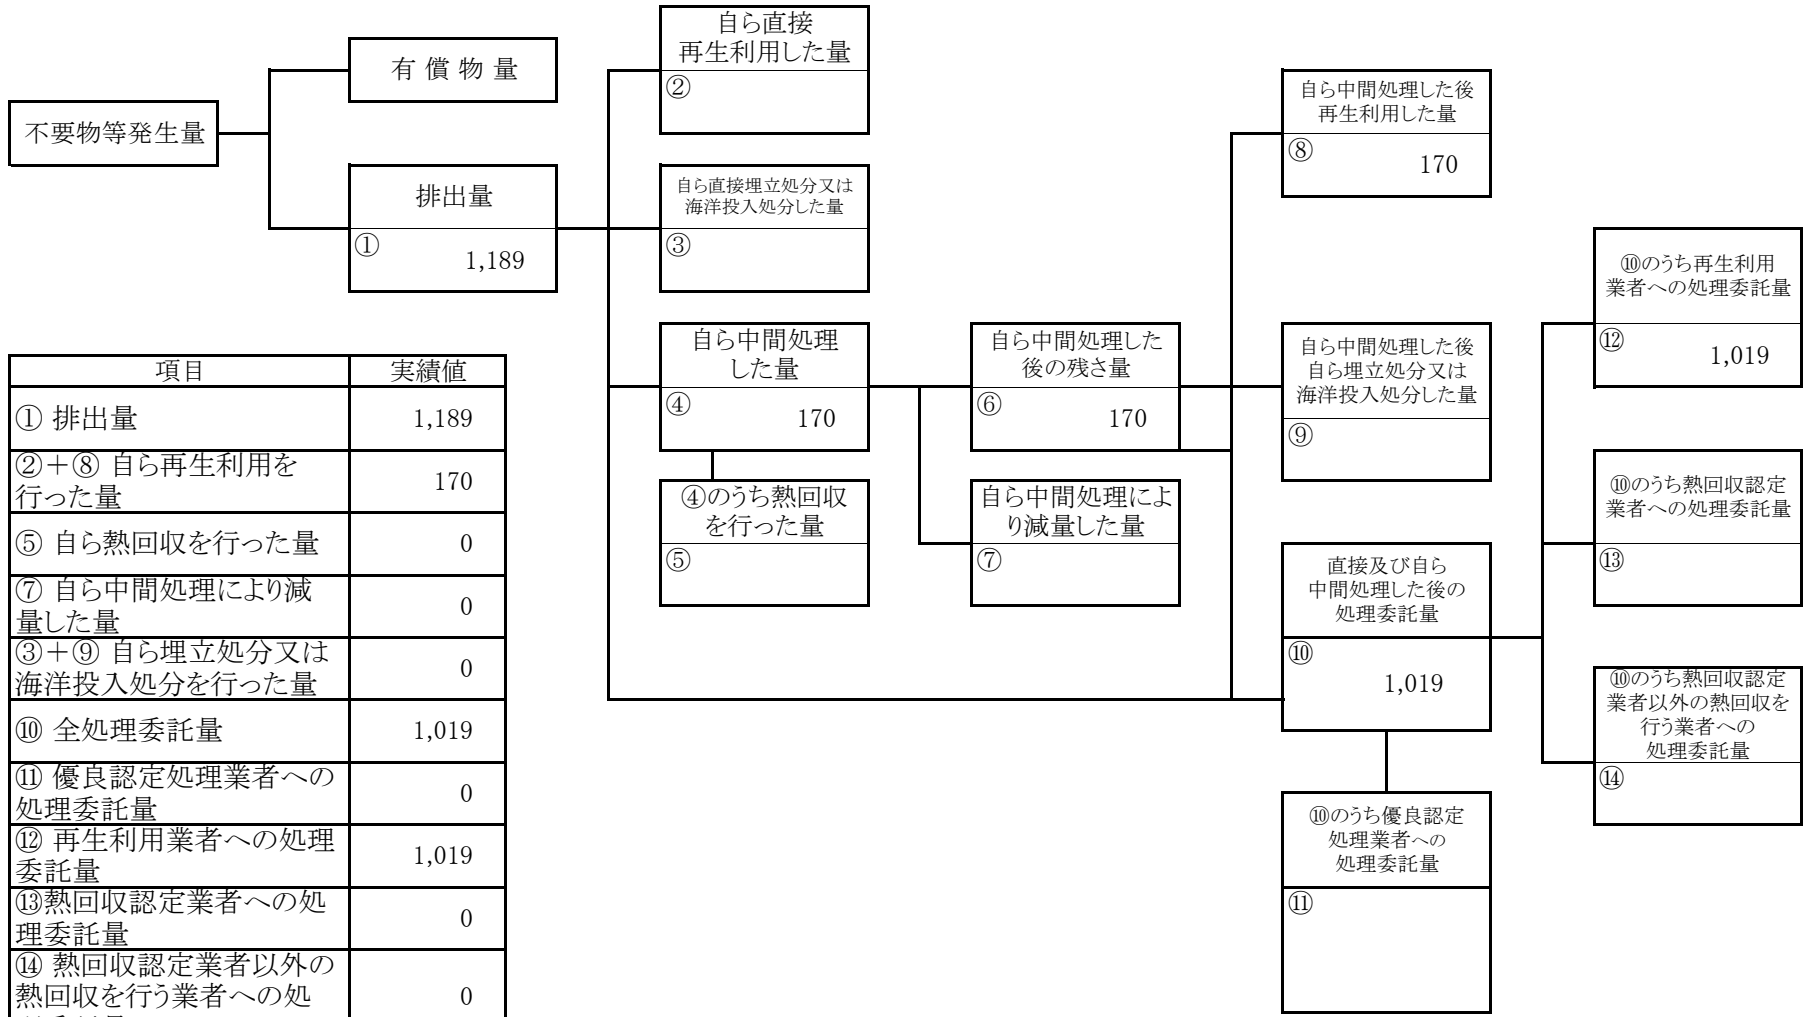 不要物等発生量
有 償 物 量
排出量
①
1,189
自ら直接
再生利用した量
②
自ら直接埋立処分又は
海洋投入処分した量
③
自ら中間処理
した量
④
170
④のうち熱回収
を行った量
⑤
自ら中間処理した
後の残さ量
⑥
170
自ら中間処理によ
り減量した量
⑦
自ら中間処理した後
再生利用した量
⑧
170
自ら中間処理した後
自ら埋立処分又は
海洋投入処分した量
⑨
直接及び自ら
中間処理した後の
処理委託量
⑩
1,019
⑩のうち優良認定
処理業者への
処理委託量
⑪
⑩のうち再生利用
業者への処理委託量
⑫
1,019
⑩のうち熱回収認定
業者への処理委託量
⑬
⑩のうち熱回収認定
業者以外の熱回収を
行う業者への
処理委託量
⑭
項目 実績値
① 排出量 1,189
②+⑧ 自ら再生利用を
行った量 170
⑤ 自ら熱回収を行った量 0
⑦ 自ら中間処理により減
量した量 0
③+⑨ 自ら埋立処分又は
海洋投入処分を行った量 0
⑩ 全処理委託量 1,019
⑪ 優良認定処理業者への
処理委託量 0
⑫ 再生利用業者への処理
委託量 1,019
⑬熱回収認定業者への処
理委託量 0
⑭ 熱回収認定業者以外の
熱回収を行う業者への処 0